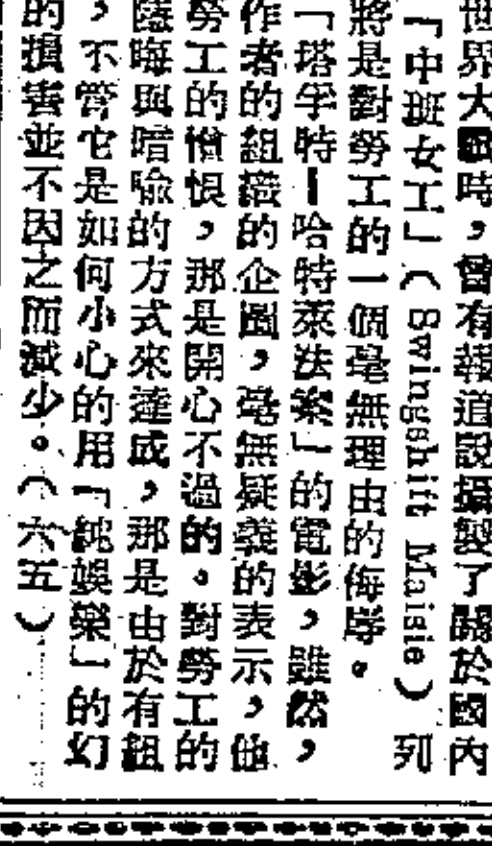 世界大戰時，曾有報道說攝製了關於國內
「中班女工」（Swingshift Maisie）列
將是對勞工的一個毫無理由的侮辱。
「塔孚特－哈特萊法案」的電影，雖然，
作者的組織的企圖，毫無疑義的表示，他
勞工的憎恨，那是開心不過的。對勞工的
隱晦與暗喻的方式來達成，那是由於有組
，不管它是如何小心的用「純娛樂」的幻
的損害並不因之而減少。（六五）